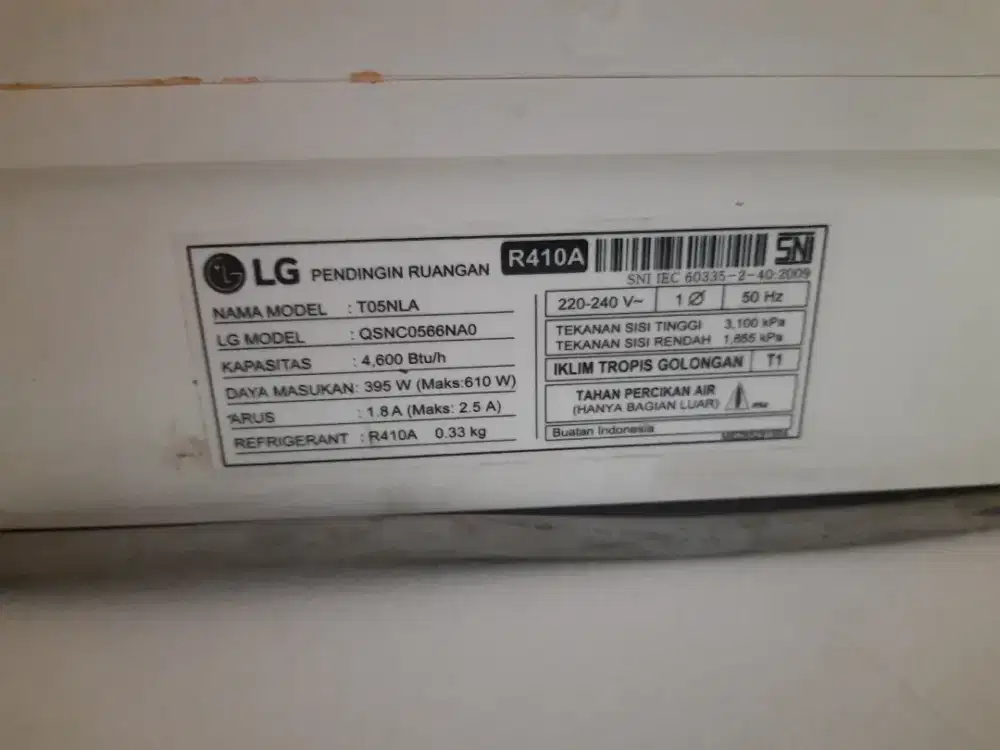 LG PENDINGIN RUANGAN R410A SNI
SNI IEC 60335-2-40:2009
NAMA MODEL : T05NLA
LG MODEL : QSNC0566NA0
KAPASITAS : 4,600 Btu/h
DAYA MASUKAN: 395 W (Maks:610 W)
ARUS : 1.8 A (Maks: 2.5 A)
REFRIGERANT : R410A 0.33 kg
220-240 V~ 1 Ø 50 Hz
TEKANAN SISI TINGGI 3,100 kPa
TEKANAN SISI RENDAH kPa
IKLIM TROPIS GOLONGAN T1
TAHAN PERCIKAN AIR
(HANYA BAGIAN LUAR)
Buatan Indonesia